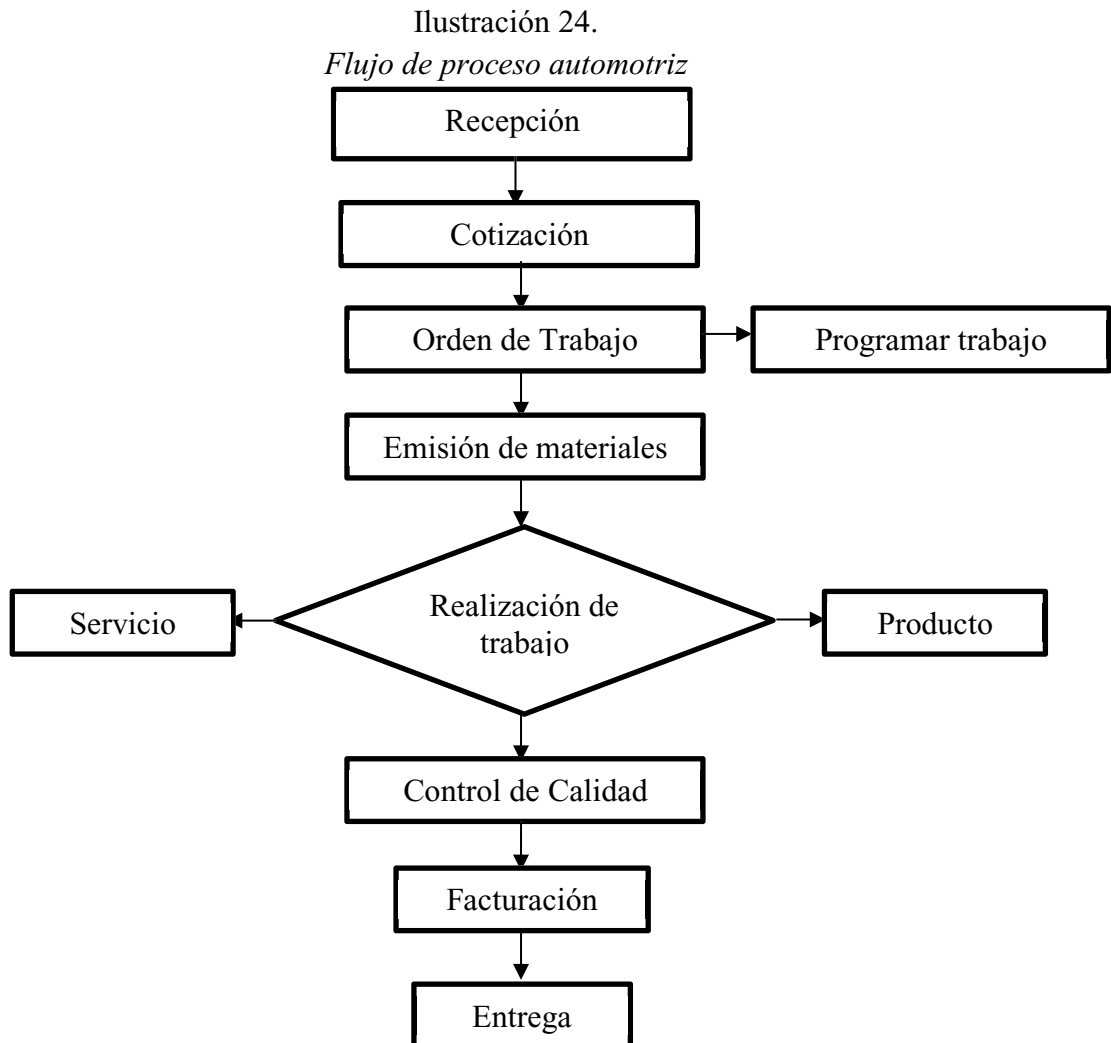 Ilustración 24.
Flujo de proceso automotriz
Recepción
Cotización
Orden de Trabajo
Programar trabajo
Emisión de materiales
Servicio
Realización de
trabajo
Producto
Control de Calidad
Facturación
Entrega